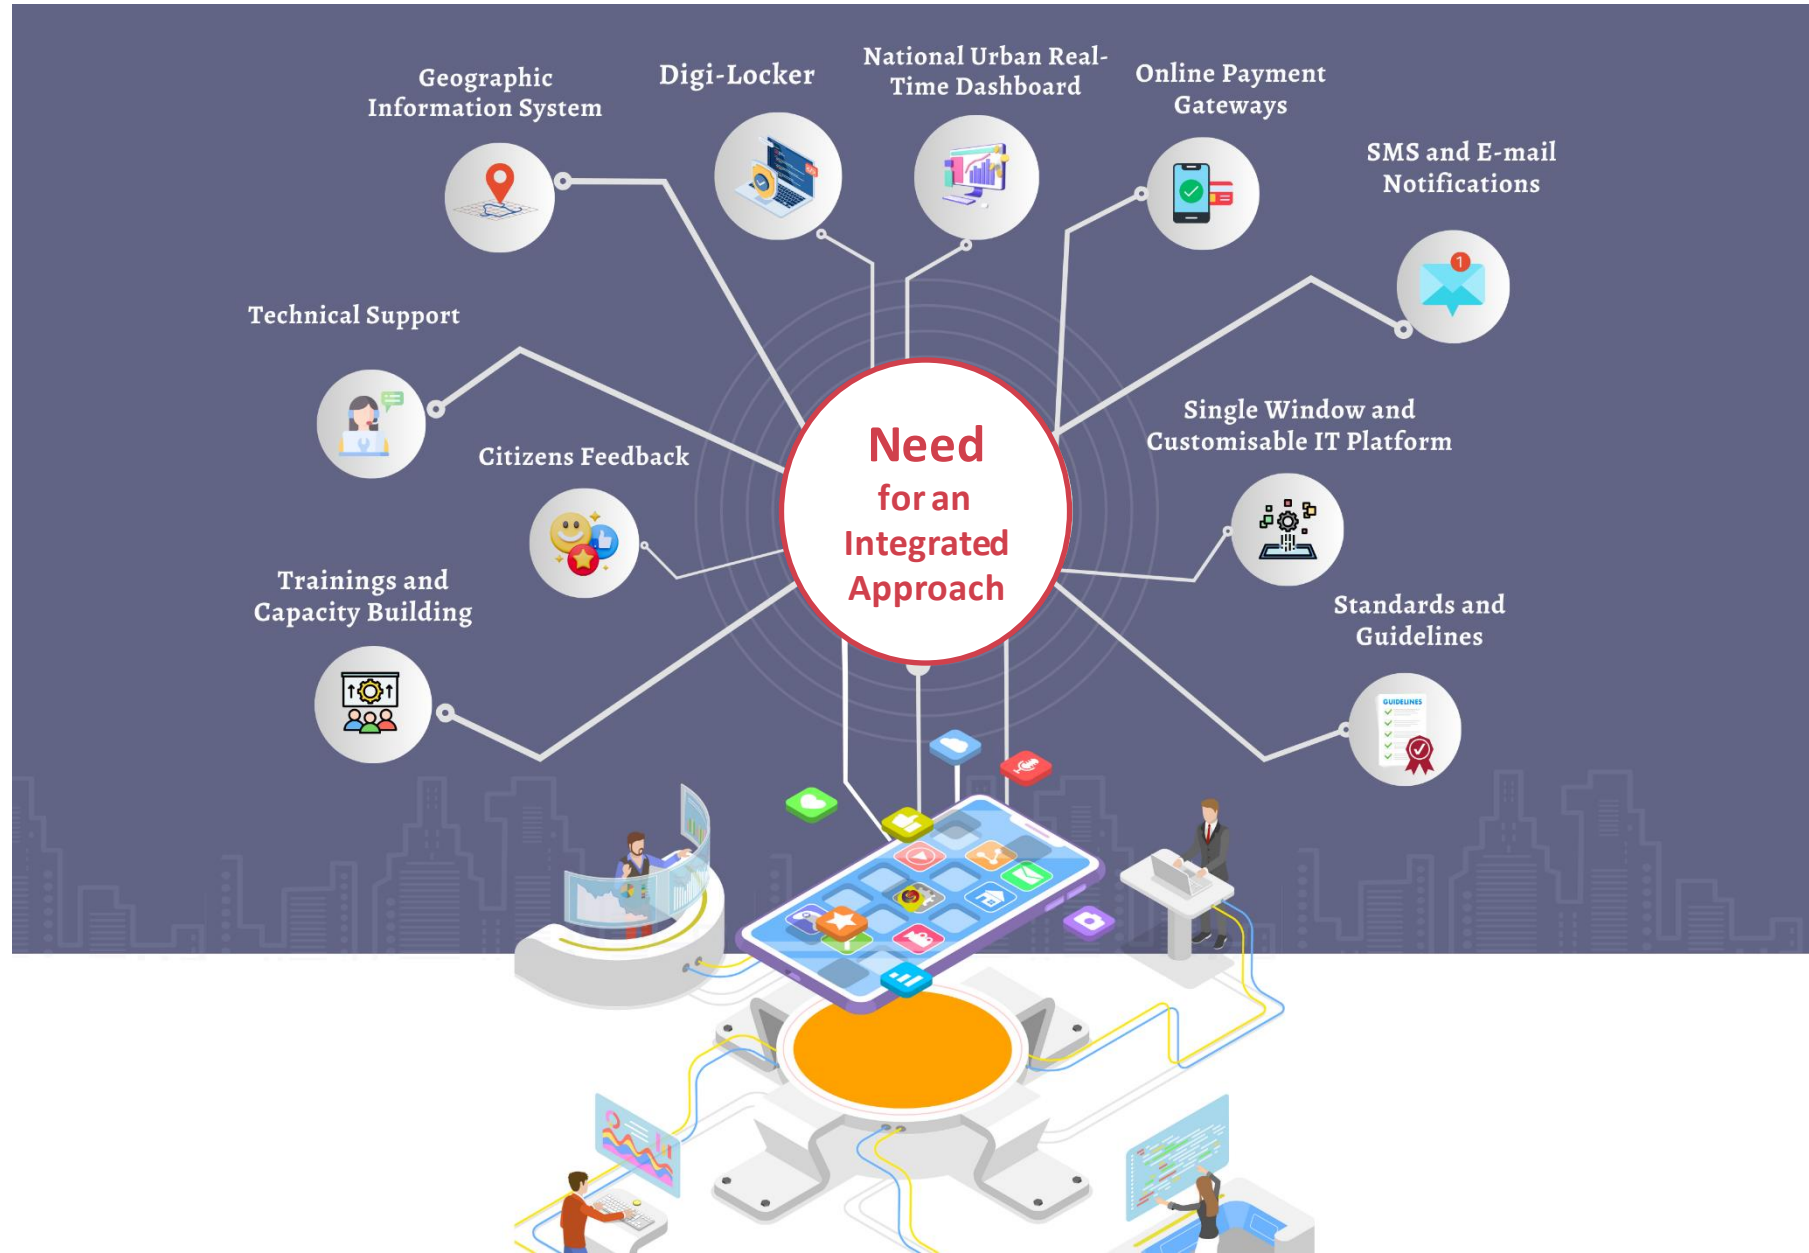 National Urban Real-
Time Dashboard
Digi-Locker
Geographic
Information System
Online Payment
Gateways
SMS and E-mail
Notifications
1
Technical Support
Need
for an
Integrated
Approach
Single Window and
Customisable IT Platform
Citizens Feedback
Trainings and
Capacity Building
Standards and
Guidelines
GUIDELINES